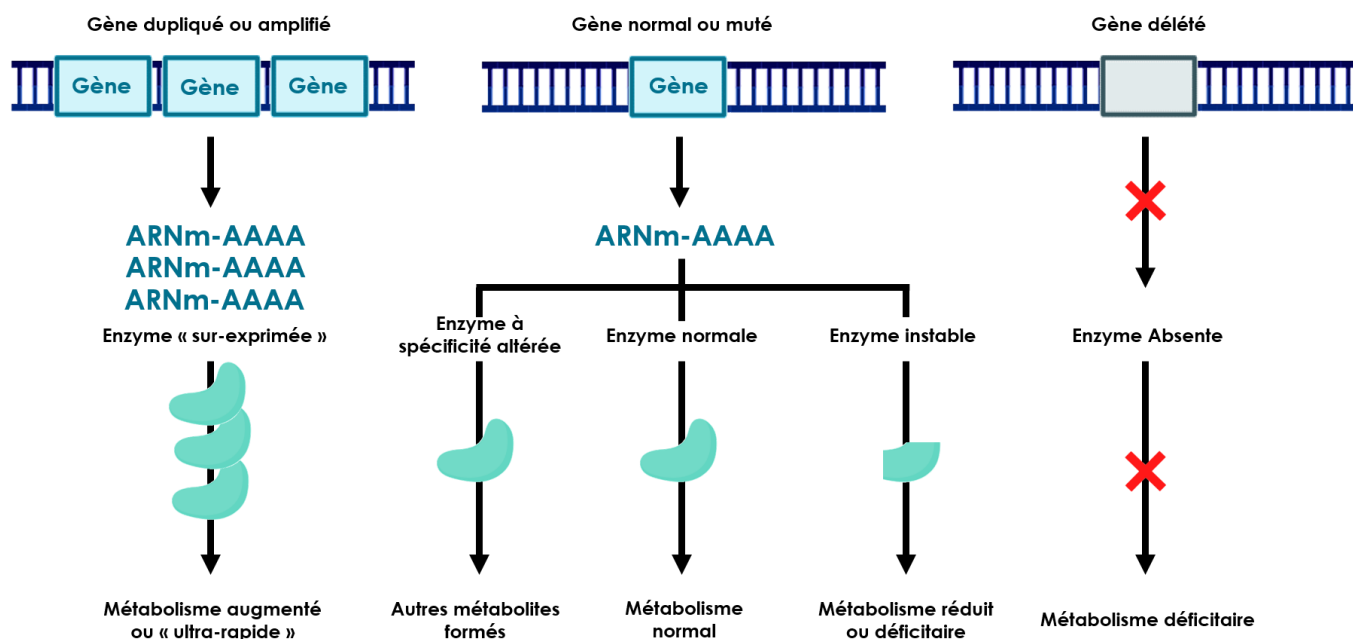 Gène dupliqué ou amplifié
Gène normal ou muté
Gène délété
Gène
Gène
Gène
Gène
ARNm-AAAA
ARNm-AAAA
ARNm-AAAA
ARNm-AAAA
Enzyme « sur-exprimée »
Enzyme à
spécificité altérée
Enzyme normale
Enzyme instable
Enzyme Absente
Métabolisme augmenté
ou « ultra-rapide »
Autres métabolites
formés
Métabolisme
normal
Métabolisme réduit
ou déficitaire
Métabolisme déficitaire